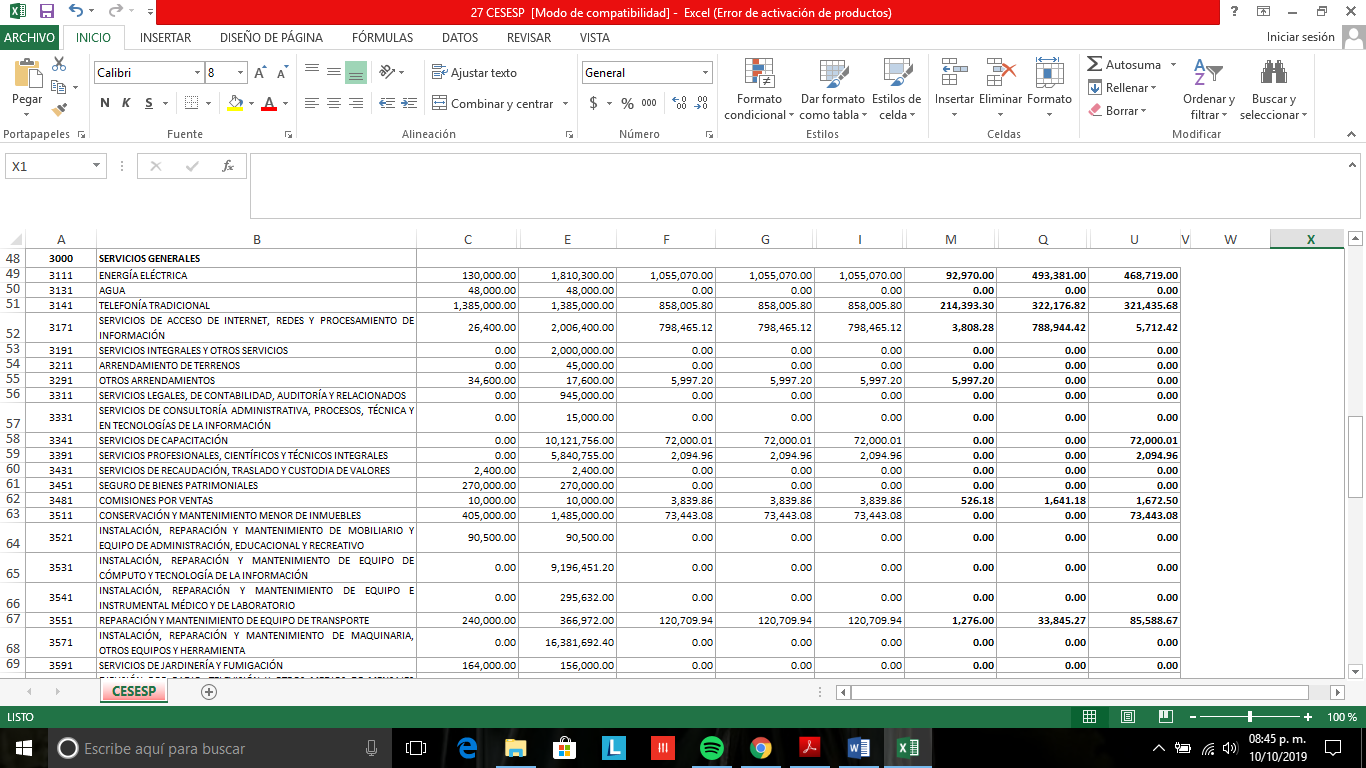 27 CESESP [Modo de compatibilidad] - Excel (Error de activación de productos)
ARCHIVO INICIO INSERTAR DISEÑO DE PÁGINA FÓRMULAS DATOS REVISAR VISTA Iniciar sesión
Pegar
Calibri 8
N K S
Ajustar texto
Combinar y centrar
General
$ % 000
Formato condicional
Dar formato como tabla
Estilos de celda
Insertar Eliminar Formato
Autosuma
Rellenar
Borrar
Ordenar y filtrar
Buscar y seleccionar
Portapapeles Fuente Alineación Número Estilos Celdas Modificar
X1 fx
A B C E F G I M Q U V W X
48 3000 SERVICIOS GENERALES
49 3111 ENERGÍA ELÉCTRICA 130,000.00 1,810,300.00 1,055,070.00 1,055,070.00 1,055,070.00 92,970.00 493,381.00 468,719.00
50 3131 AGUA 48,000.00 48,000.00 0.00 0.00 0.00 0.00 0.00 0.00
51 3141 TELEFONÍA TRADICIONAL 1,385,000.00 1,385,000.00 858,005.80 858,005.80 858,005.80 214,393.30 322,176.82 321,435.68
52 3171 SERVICIOS DE ACCESO DE INTERNET, REDES Y PROCESAMIENTO DE
INFORMACIÓN 26,400.00 2,006,400.00 798,465.12 798,465.12 798,465.12 3,808.28 788,944.42 5,712.42
53 3191 SERVICIOS INTEGRALES Y OTROS SERVICIOS 0.00 2,000,000.00 0.00 0.00 0.00 0.00 0.00 0.00
54 3211 ARRENDAMIENTO DE TERRENOS 0.00 45,000.00 0.00 0.00 0.00 0.00 0.00 0.00
55 3291 OTROS ARRENDAMIENTOS 34,600.00 17,600.00 5,997.20 5,997.20 5,997.20 5,997.20 0.00 0.00
56 3311 SERVICIOS LEGALES, DE CONTABILIDAD, AUDITORÍA Y RELACIONADOS 0.00 945,000.00 0.00 0.00 0.00 0.00 0.00 0.00
57 3331 SERVICIOS DE CONSULTORÍA ADMINISTRATIVA, PROCESOS, TÉCNICA Y
EN TECNOLOGÍAS DE LA INFORMACIÓN 0.00 15,000.00 0.00 0.00 0.00 0.00 0.00 0.00
58 3341 SERVICIOS DE CAPACITACIÓN 0.00 10,121,756.00 72,000.01 72,000.01 72,000.01 0.00 0.00 72,000.01
59 3391 SERVICIOS PROFESIONALES, CIENTÍFICOS Y TÉCNICOS INTEGRALES 0.00 5,840,755.00 2,094.96 2,094.96 2,094.96 0.00 0.00 2,094.96
60 3431 SERVICIOS DE RECAUDACIÓN, TRASLADO Y CUSTODIA DE VALORES 2,400.00 2,400.00 0.00 0.00 0.00 0.00 0.00 0.00
61 3451 SEGURO DE BIENES PATRIMONIALES 270,000.00 270,000.00 0.00 0.00 0.00 0.00 0.00 0.00
62 3481 COMISIONES POR VENTAS 10,000.00 10,000.00 3,839.86 3,839.86 3,839.86 526.18 1,641.18 1,672.50
63 3511 CONSERVACIÓN Y MANTENIMIENTO MENOR DE INMUEBLES 405,000.00 1,485,000.00 73,443.08 73,443.08 73,443.08 0.00 0.00 73,443.08
64 3521 INSTALACIÓN, REPARACIÓN Y MANTENIMIENTO DE MOBILIARIO Y
EQUIPO DE ADMINISTRACIÓN, EDUCACIONAL Y RECREATIVO 90,500.00 90,500.00 0.00 0.00 0.00 0.00 0.00 0.00
65 3531 INSTALACIÓN, REPARACIÓN Y MANTENIMIENTO DE EQUIPO DE
CÓMPUTO Y TECNOLOGÍA DE LA INFORMACIÓN 0.00 9,196,451.20 0.00 0.00 0.00 0.00 0.00 0.00
66 3541 INSTALACIÓN, REPARACIÓN Y MANTENIMIENTO DE EQUIPO E
INSTRUMENTAL MÉDICO Y DE LABORATORIO 0.00 295,632.00 0.00 0.00 0.00 0.00 0.00 0.00
67 3551 REPARACIÓN Y MANTENIMIENTO DE EQUIPO DE TRANSPORTE 240,000.00 366,972.00 120,709.94 120,709.94 120,709.94 1,276.00 33,845.27 85,588.67
68 3571 INSTALACIÓN, REPARACIÓN Y MANTENIMIENTO DE MAQUINARIA,
OTROS EQUIPOS Y HERRAMIENTA 0.00 16,381,692.40 0.00 0.00 0.00 0.00 0.00 0.00
69 3591 SERVICIOS DE JARDINERÍA Y FUMIGACIÓN 164,000.00 156,000.00 0.00 0.00 0.00 0.00 0.00 0.00
CESESP
LISTO 100 %
Escribe aquí para buscar
08:45 p. m.
10/10/2019